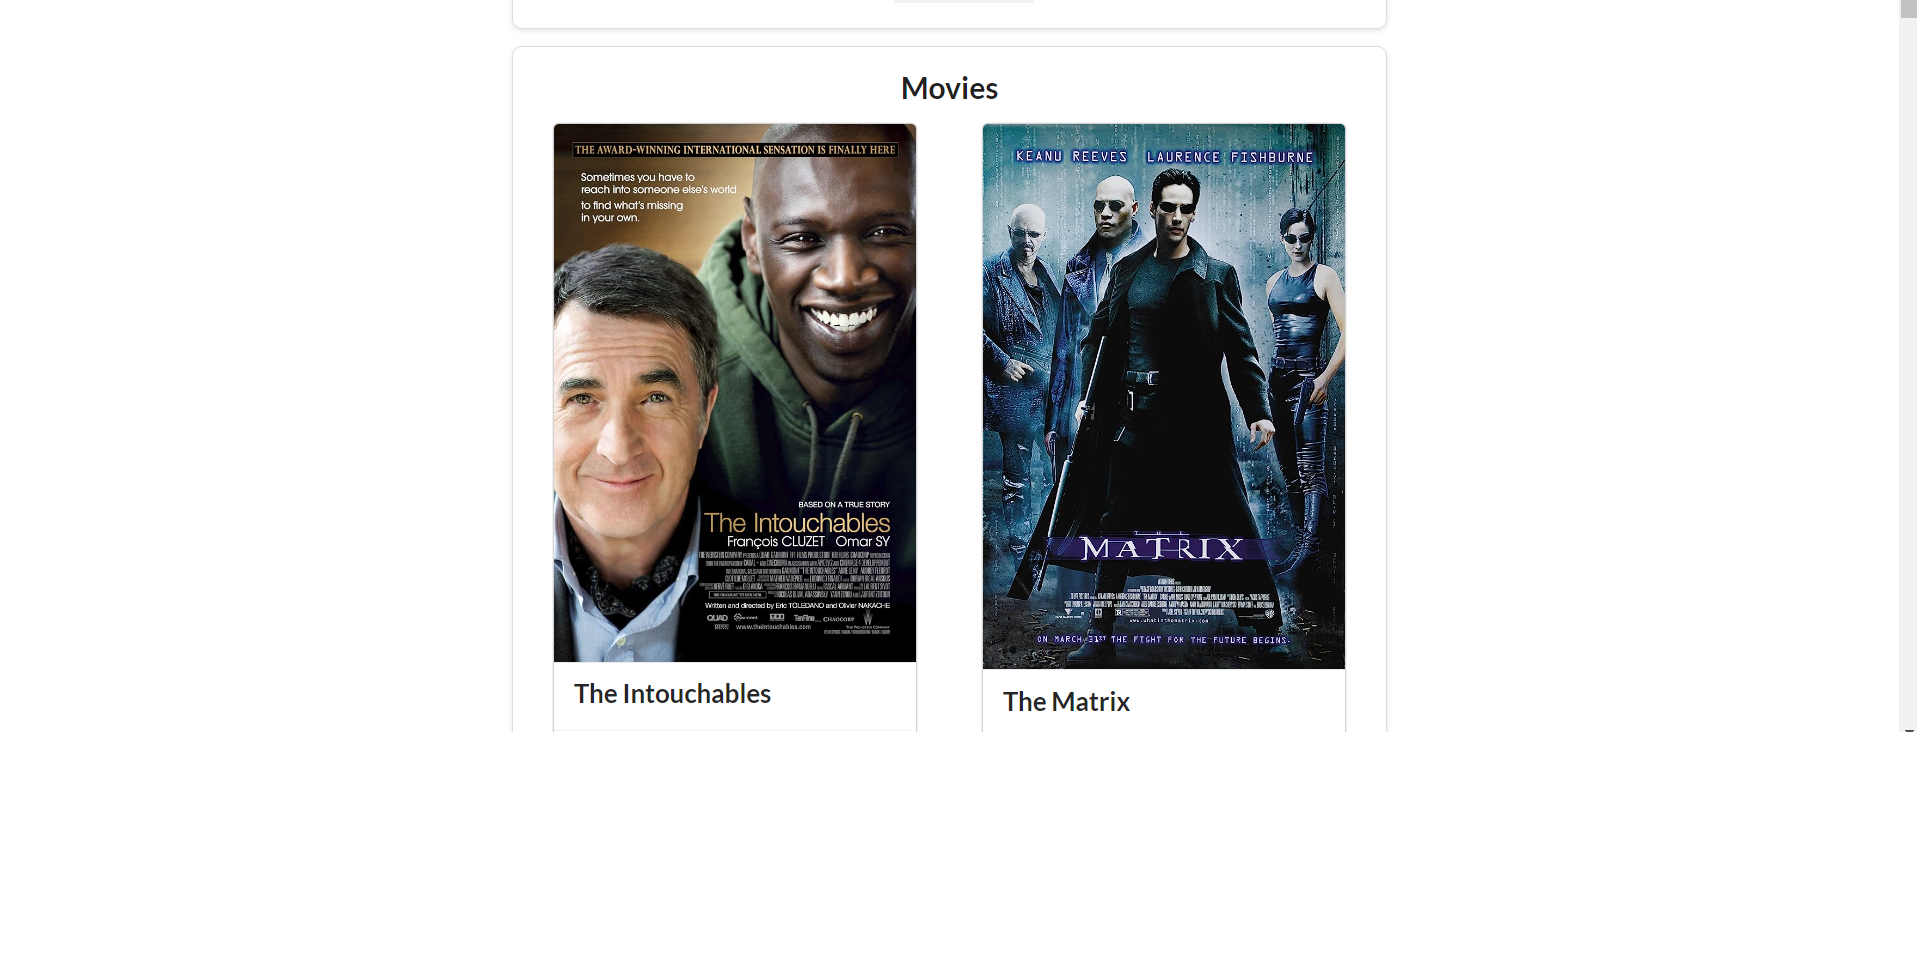 Movies
THE AWARD-WINNING INTERNATIONAL SENSATION IS FINALLY HERE
Sometimes you have to
reach into someone else's world
to find what's missing
in your own.
BASED ON A TRUE STORY
The Intouchables
François CLUZET Omar SY
Written and directed by Eric TOLEDANO and Olivier NAKACHE
QUAD
CHAOCORP
www.theintouchables.com
The Intouchables
KEANU REEVES LAURENCE FISHBURNE
THE
MATRIX
www.whatisthematrix.com
ON MARCH 31ST THE FIGHT FOR THE FUTURE BEGINS.
The Matrix